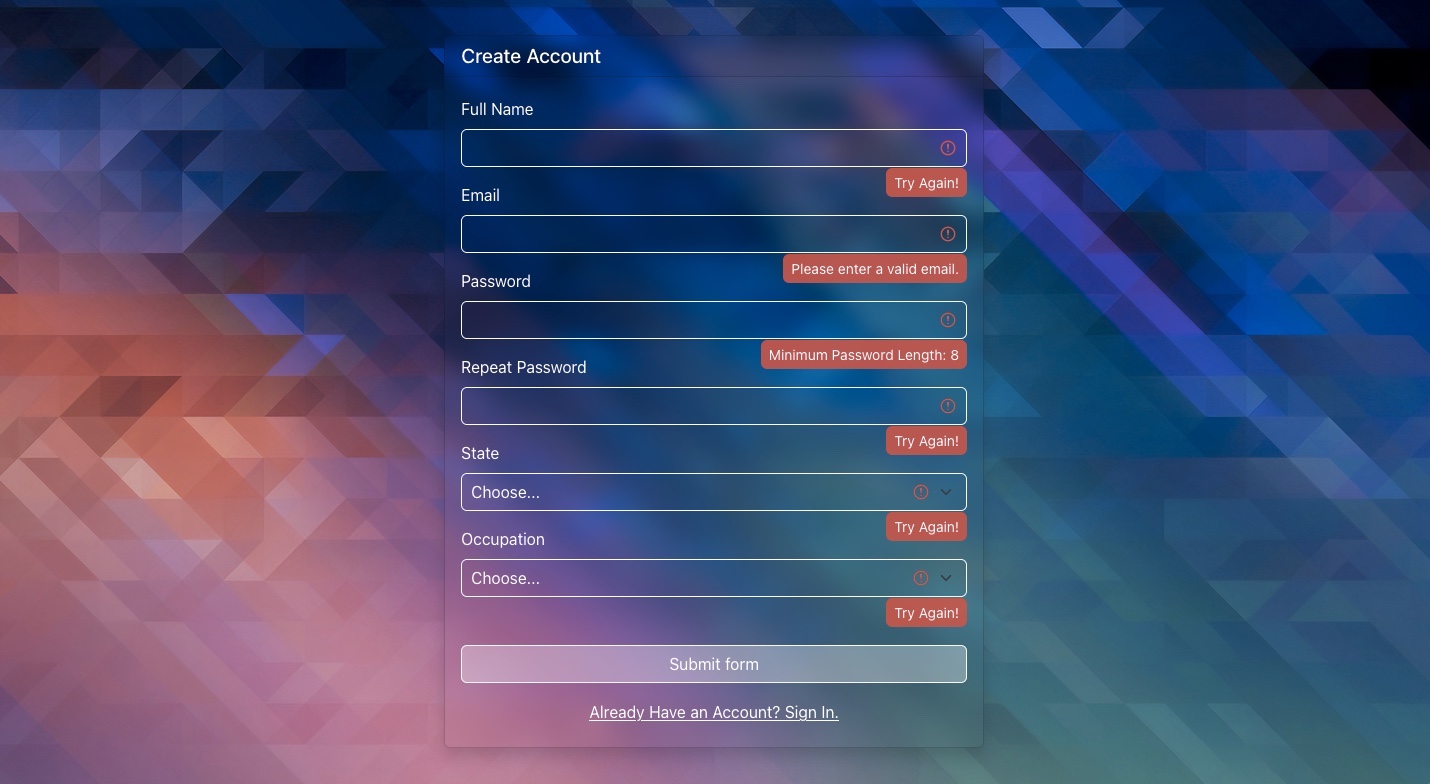 Create Account
Full Name
Try Again!
Email
Please enter a valid email.
Password
Minimum Password Length: 8
Repeat Password
Try Again!
State
Choose...
Try Again!
Occupation
Choose...
Try Again!
Submit form
Already Have an Account? Sign In.